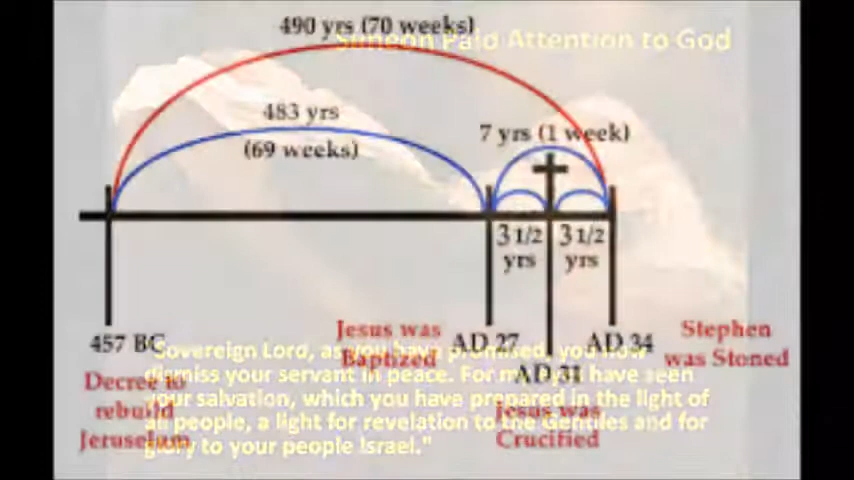 490 yrs (70 weeks)
Simeon Paid Attention to God
483 yrs
(69 weeks)
7 yrs (1 week)
3 1/2 yrs
3 1/2 yrs
457 BC
Decree to
rebuild
Jeruselum
Jesus was
Baptized
AD 27
AD 31
Jesus was
Crucified
AD 34
Stephen
was Stoned
"Sovereign Lord, as you have promised, you now
dismiss your servant in peace. For my eyes have seen
your salvation, which you have prepared in the light of
all people, a light for revelation to the Gentiles and for
glory to your people Israel."